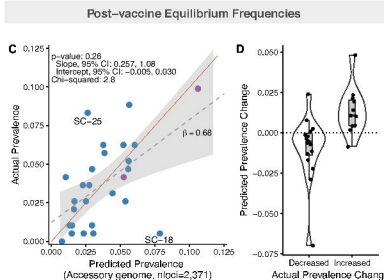 Post-vaccine Equilibrium Frequencies
C
0.125
0.100
0.075
0.050
0.025
0.000
Actual Prevalence
p-value: 0.26
Slope, 95% CI: 0.257, 1.08
Intercept, 95% CI: -0.005, 0.030
Chi-squared: 2.8
SC-25
β = 0.68
SC-18
0.000 0.025 0.050 0.075 0.100 0.125
Predicted Prevalence
(Accessory genome, nloci=2,371)
D
0.050
0.025
0.000
-0.025
-0.050
-0.075
Predicted Prevalence Change
Decreased Increased
Actual Prevalence Chang